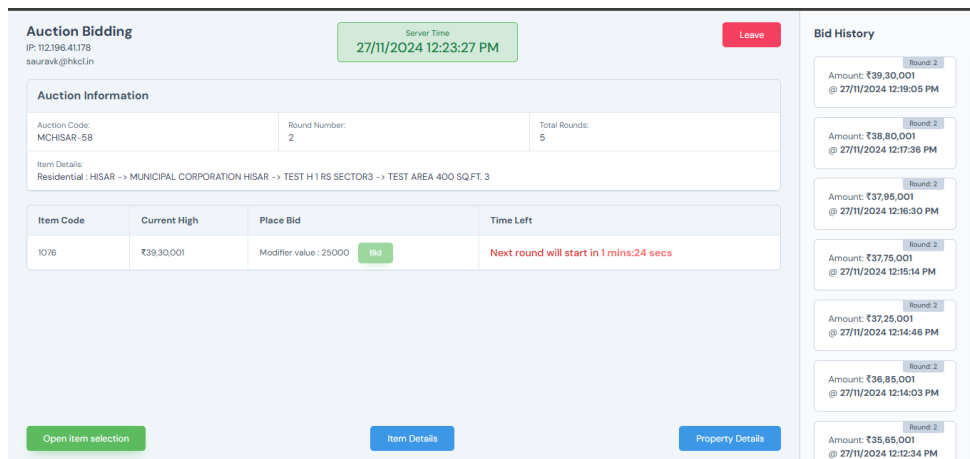 Auction Bidding
IP: 112.196.41.178
sauravk@hkcl.in
Server Time
27/11/2024 12:23:27 PM
Leave
Auction Information
Auction Code:
MCHISAR-58
Round Number:
2
Total Rounds:
5
Item Details:
Residential : HISAR -> MUNICIPAL CORPORATION HISAR -> TEST H 1 RS SECTOR3 -> TEST AREA 400 SQ.FT. 3
Item Code Current High Place Bid Time Left
1076 ₹39,30,001 Modifier value : 25000 Bid Next round will start in 1 mins:24 secs
Open item selection
Item Details
Property Details
Bid History
Round: 2
Amount: ₹39,30,001
@ 27/11/2024 12:19:05 PM
Round: 2
Amount: ₹38,80,001
@ 27/11/2024 12:17:36 PM
Round: 2
Amount: ₹37,95,001
@ 27/11/2024 12:16:30 PM
Round: 2
Amount: ₹37,75,001
@ 27/11/2024 12:15:14 PM
Round: 2
Amount: ₹37,25,001
@ 27/11/2024 12:14:46 PM
Round: 2
Amount: ₹36,85,001
@ 27/11/2024 12:14:03 PM
Round: 2
Amount: ₹35,65,001
@ 27/11/2024 12:12:34 PM